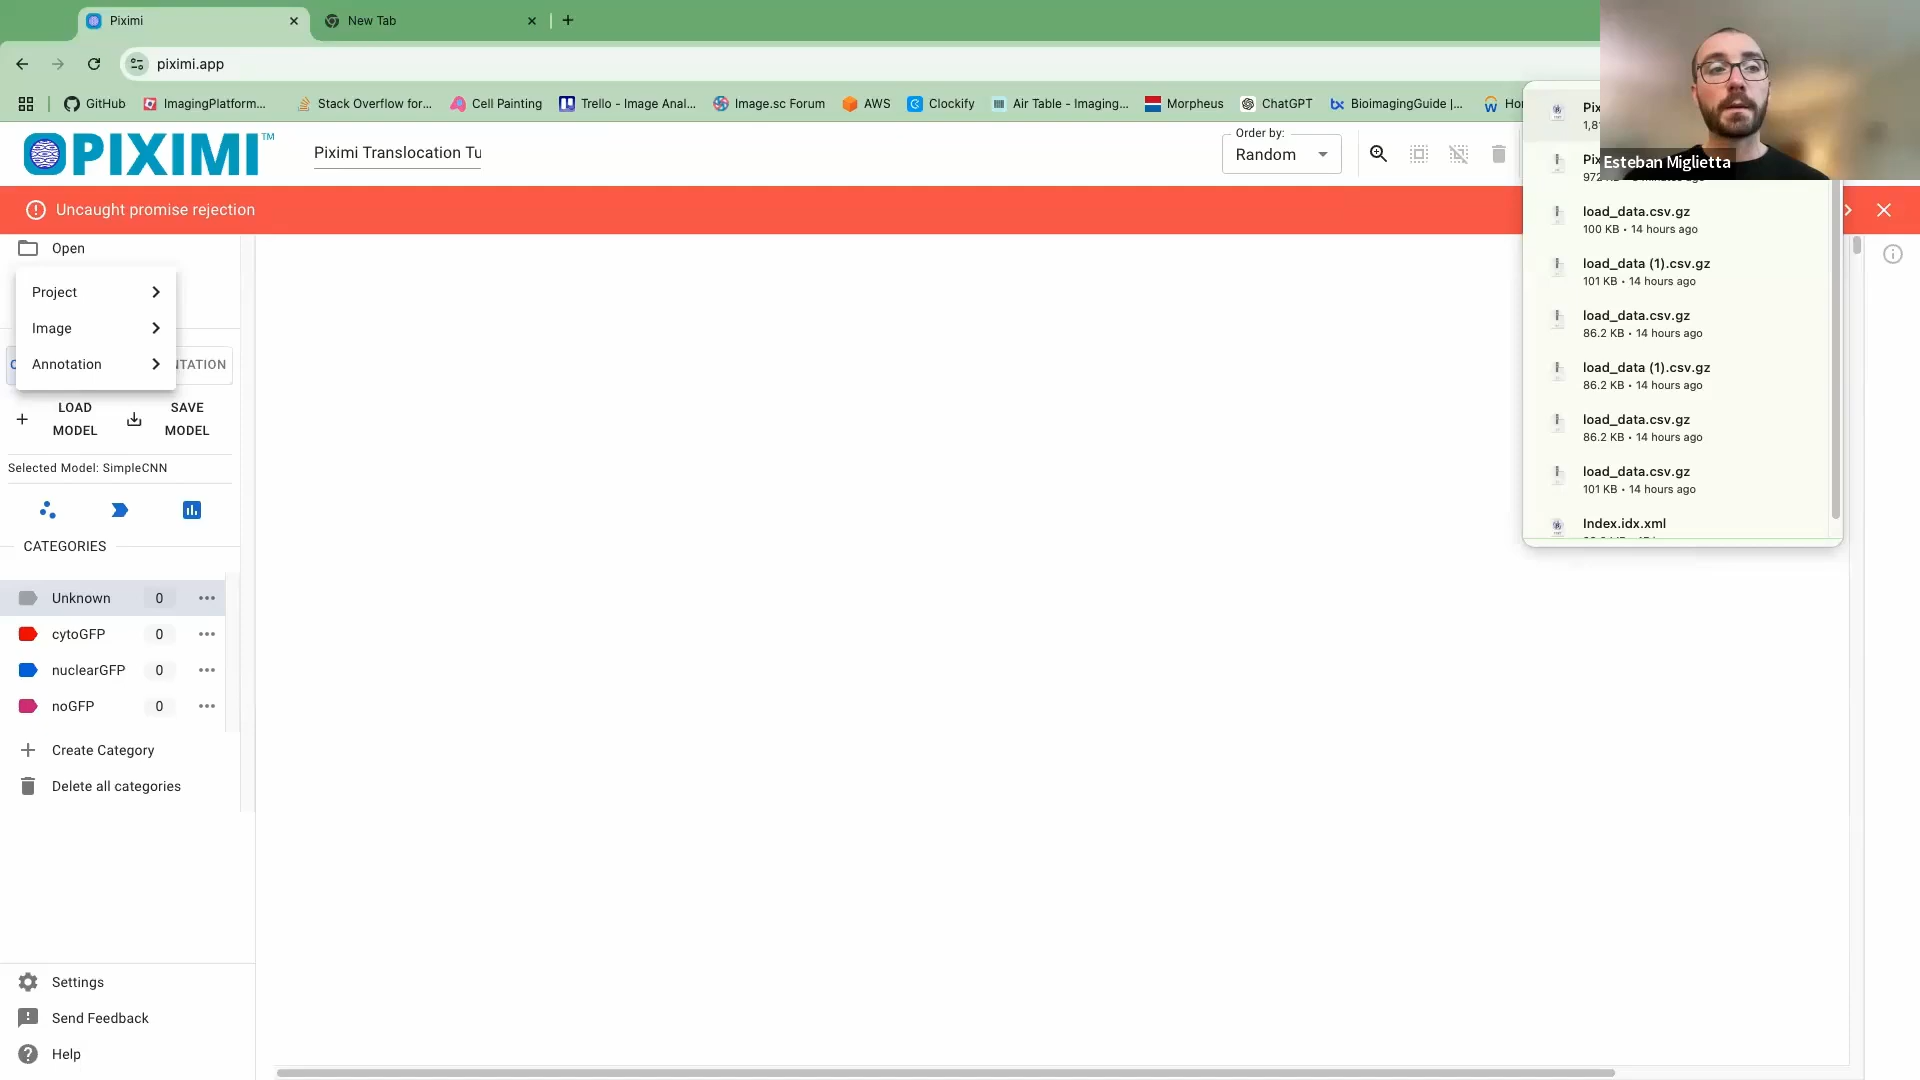 Piximi
New Tab
piximi.app
GitHub
ImagingPlatform...
Stack Overflow for...
Cell Painting
Trello - Image Anal...
Image.sc Forum
AWS
Clockify
Air Table - Imaging...
Morpheus
ChatGPT
BioimagingGuide |...
PIXIMI™
Piximi Translocation Tu
Order by:
Random
Esteban Miglietta
Uncaught promise rejection
Open
Project
Image
Annotation
NTATION
LOAD
MODEL
SAVE
MODEL
Selected Model: SimpleCNN
CATEGORIES
Unknown 0
cytoGFP 0
nuclearGFP 0
noGFP 0
Create Category
Delete all categories
Settings
Send Feedback
Help
load_data.csv.gz
100 KB • 14 hours ago
load_data (1).csv.gz
101 KB • 14 hours ago
load_data.csv.gz
86.2 KB • 14 hours ago
load_data (1).csv.gz
86.2 KB • 14 hours ago
load_data.csv.gz
86.2 KB • 14 hours ago
load_data.csv.gz
101 KB • 14 hours ago
Index.idx.xml